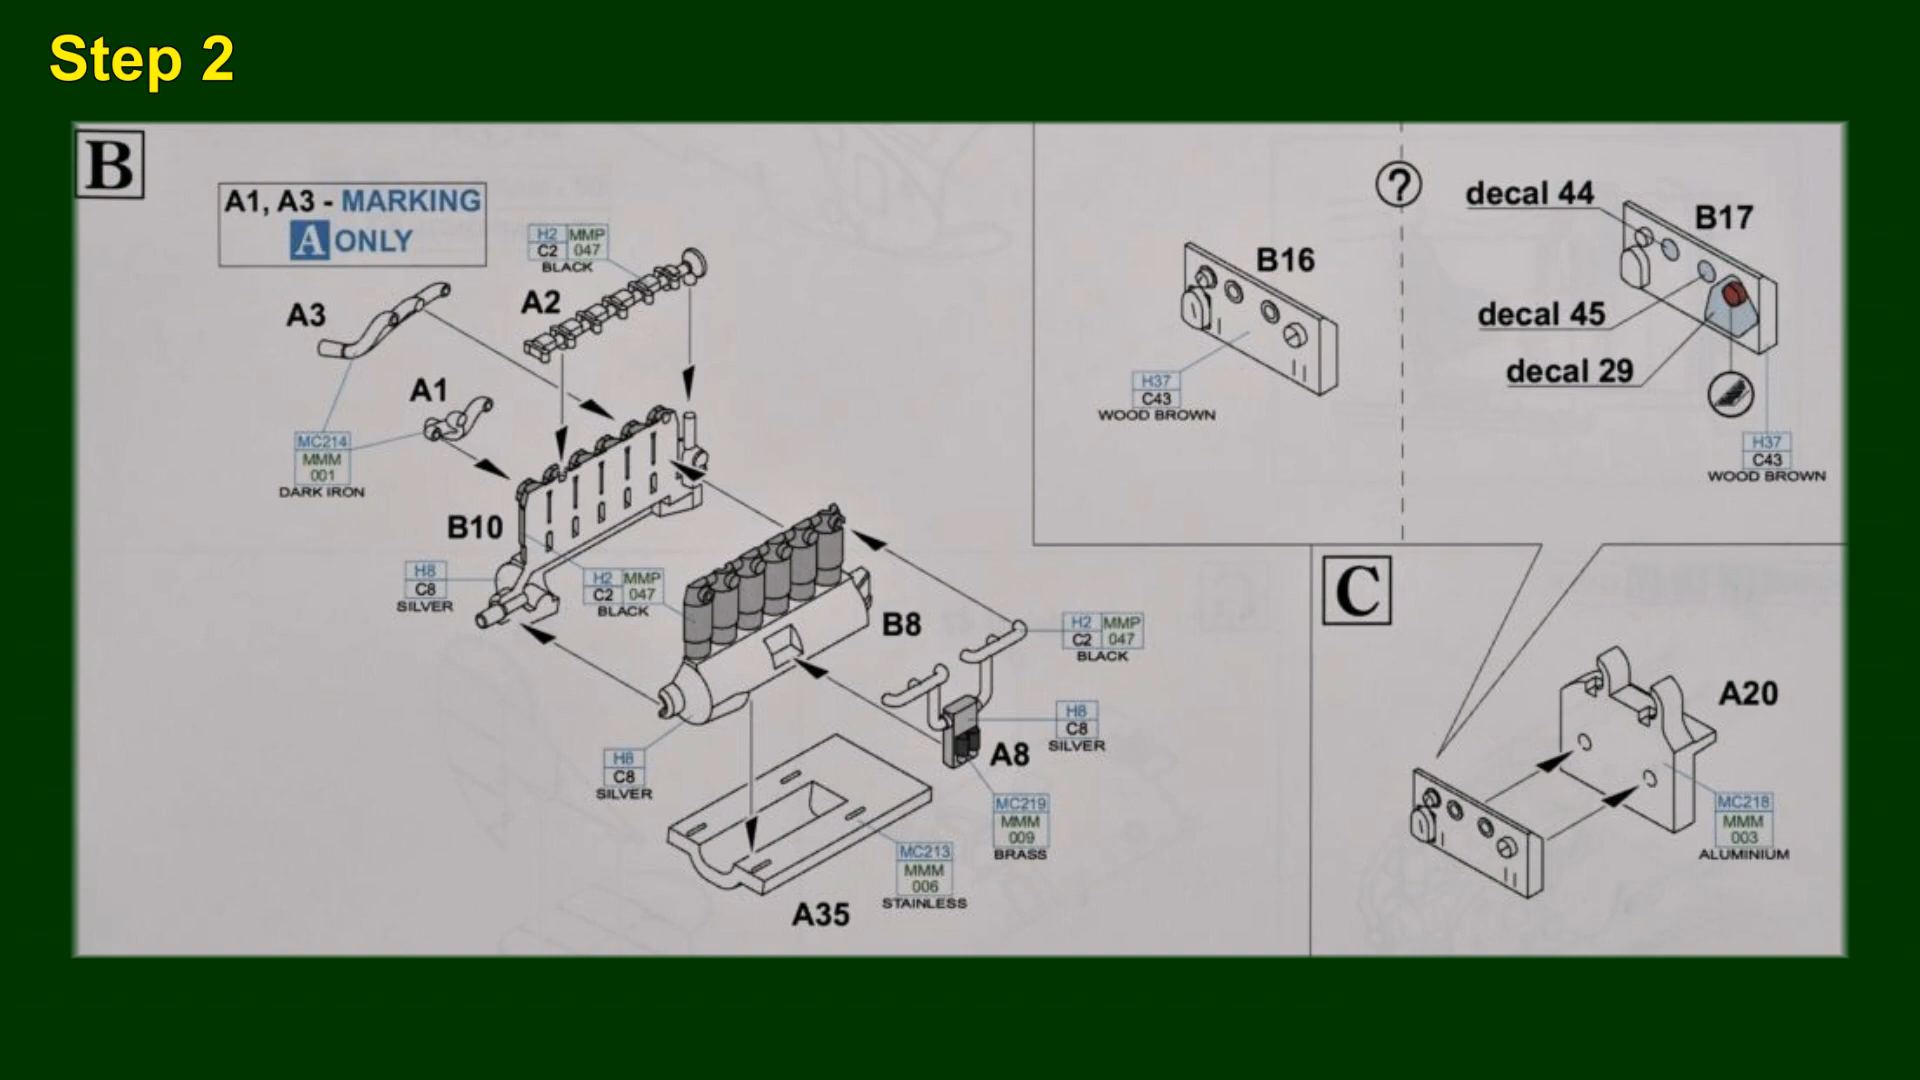 Step 2
B
A1, A3 - MARKING
A ONLY
H2 MMP
C2 047
BLACK
A3
A2
A1
MC214
MMM
001
DARK IRON
B10
H8
C8
SILVER
H2 MMP
C2 047
BLACK
B8
H2 MMP
C2 047
BLACK
H8
C8
SILVER
A8
H8
C8
SILVER
MC219
MMM
009
BRASS
MC213
MMM
006
STAINLESS
A35
?
B16
H37
C43
WOOD BROWN
decal 44
B17
decal 45
decal 29
H37
C43
WOOD BROWN
C
A20
MC218
MMM
003
ALUMINIUM